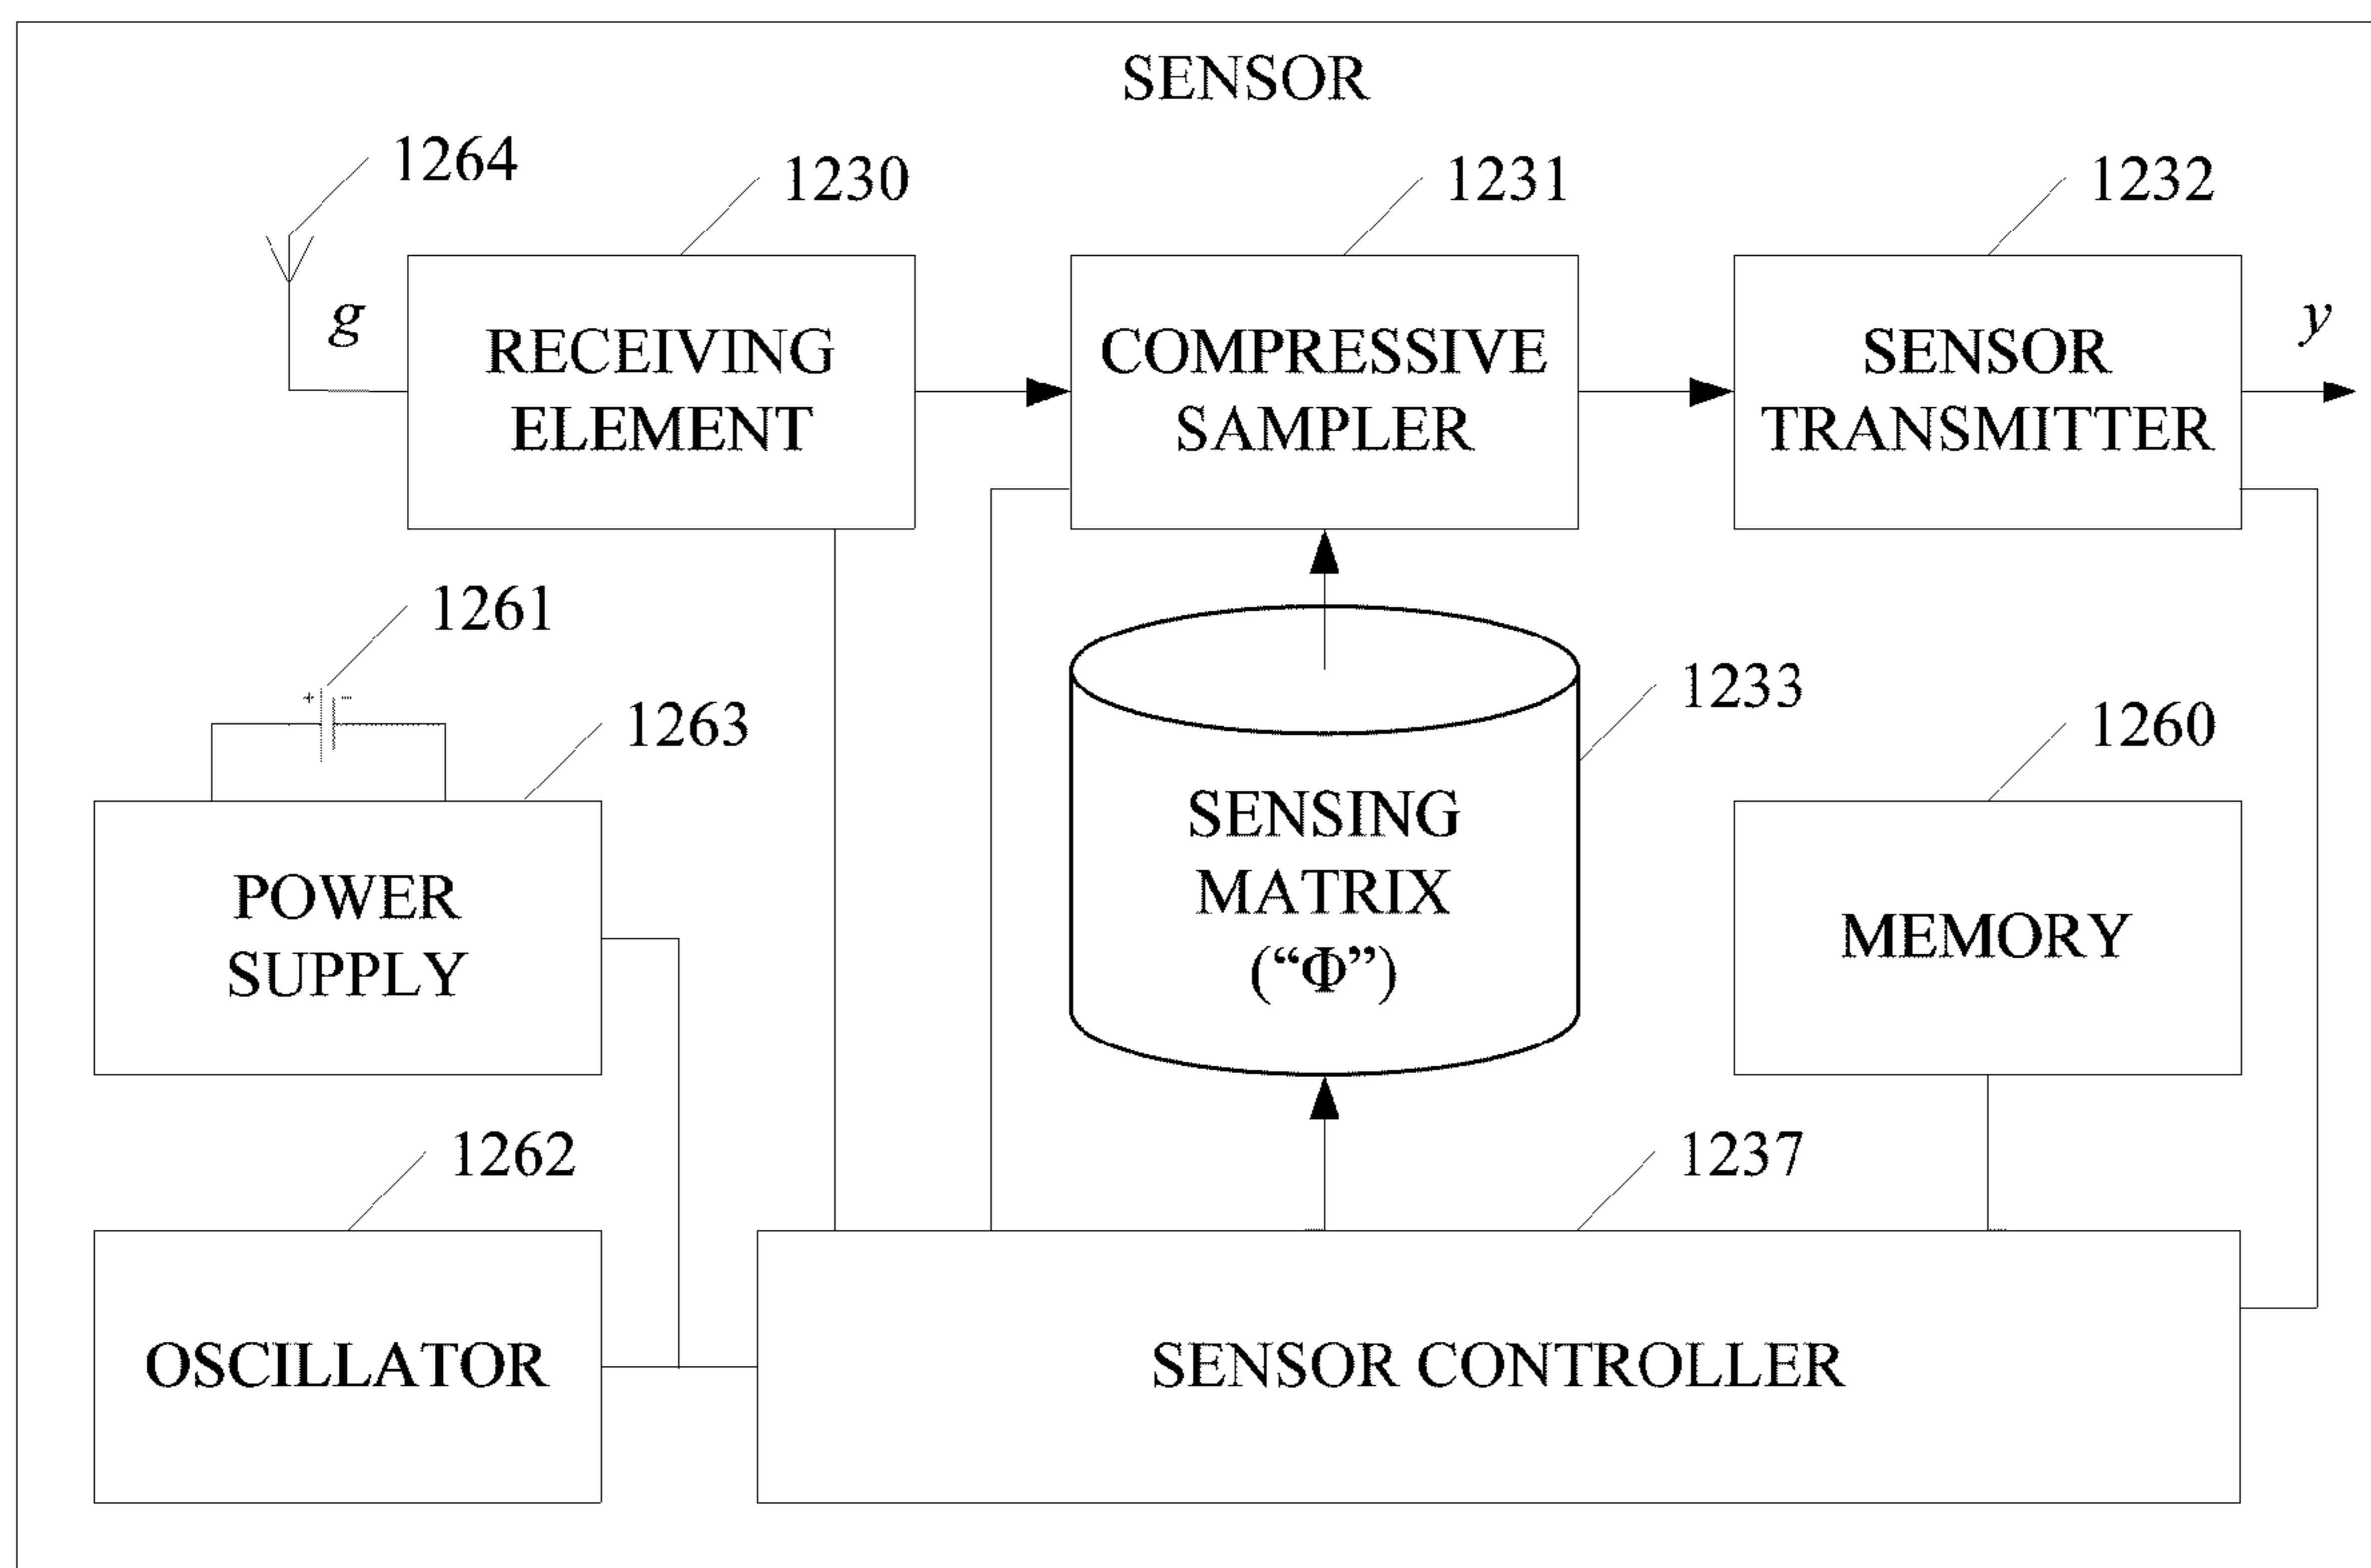 SENSOR
1264
1230
1231
1232
g
RECEIVING
ELEMENT
COMPRESSIVE
SAMPLER
SENSOR
TRANSMITTER
y
1261
+ -
1263
1233
1260
POWER
SUPPLY
SENSING
MATRIX
(“Φ”)
MEMORY
1262
1237
OSCILLATOR
SENSOR CONTROLLER